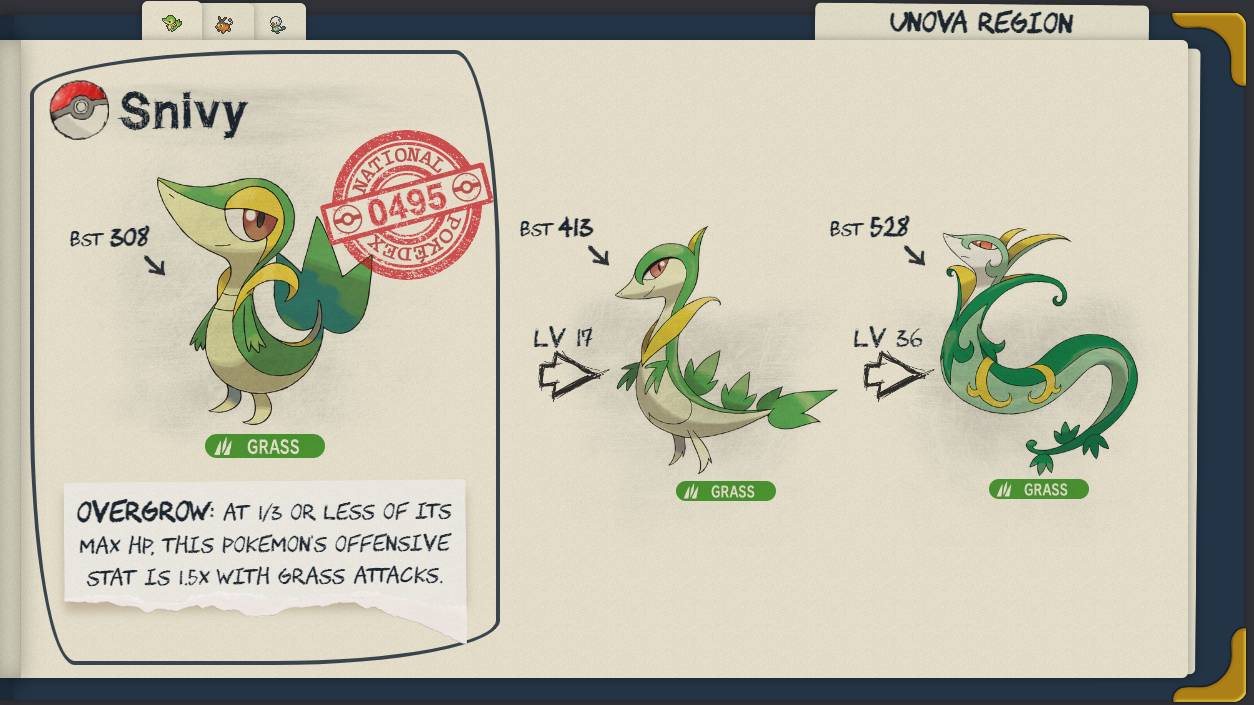 UNOVA REGION
Snivy
NATIONAL
0495
POKÉDEX
BST 308
GRASS
OVERGROW: AT 1/3 OR LESS OF ITS
MAX HP, THIS POKEMON'S OFFENSIVE
STAT IS 1.5X WITH GRASS ATTACKS.
BST 413
LV 17
GRASS
BST 528
LV 36
GRASS